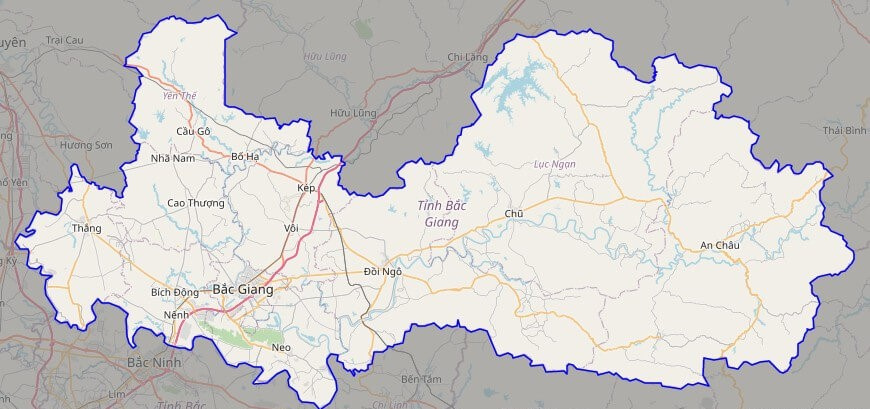 Trại Cau
Hữu Lũng
Chi Lăng
Yên Thế
Hữu Lũng
Cầu Gồ
Thái Bình
Hương Sơn
Nhã Nam
Bố Hạ
Lục Ngạn
Kép
Cao Thượng
Tỉnh Bắc
Giang
Chũ
Thắng
Vôi
An Châu
Đồi Ngô
Bích Động
Bắc Giang
Nếnh
Neo
Bắc Ninh
Bến Tắm
Lim
Chí Linh
Tỉnh Bắc